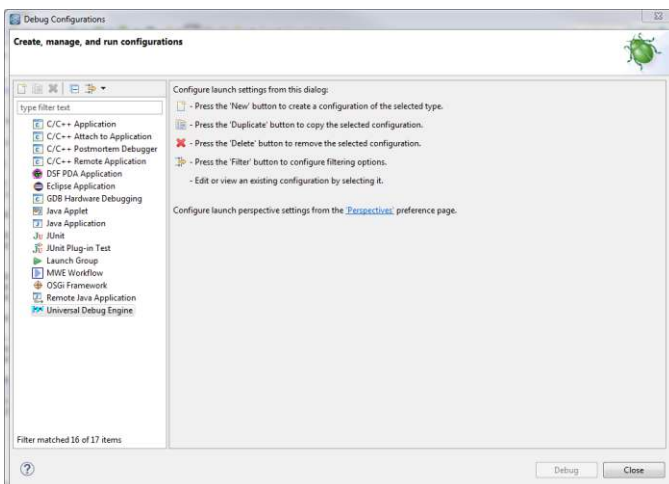 Debug Configurations
Create, manage, and run configurations
type filter text
C/C++ Application
C/C++ Attach to Application
C/C++ Postmortem Debugger
C/C++ Remote Application
DSF PDA Application
Eclipse Application
GDB Hardware Debugging
Java Applet
Java Application
JUnit
JUnit Plug-in Test
Launch Group
MWE Workflow
OSGi Framework
Remote Java Application
Universal Debug Engine
Filter matched 16 of 17 items
Configure launch settings from this dialog:
- Press the 'New' button to create a configuration of the selected type.
- Press the 'Duplicate' button to copy the selected configuration.
- Press the 'Delete' button to remove the selected configuration.
- Press the 'Filter' button to configure filtering options.
- Edit or view an existing configuration by selecting it.
Configure launch perspective settings from the 'Perspectives' preference page.
Debug
Close